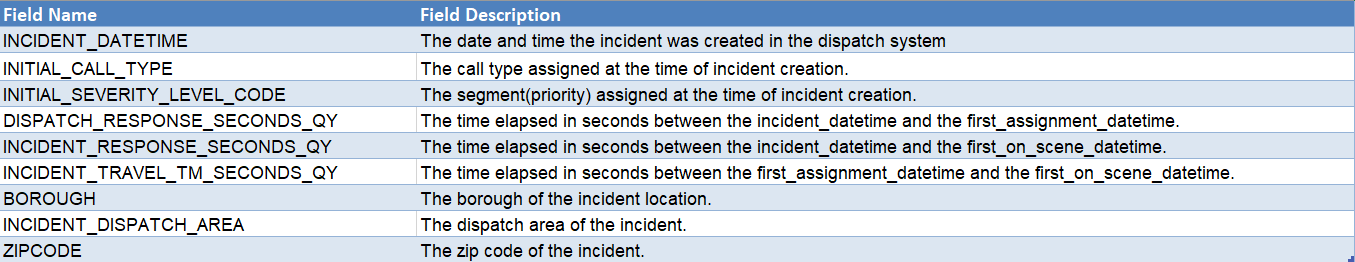 Field Name Field Description
INCIDENT_DATETIME The date and time the incident was created in the dispatch system
INITIAL_CALL_TYPE The call type assigned at the time of incident creation.
INITIAL_SEVERITY_LEVEL_CODE The segment(priority) assigned at the time of incident creation.
DISPATCH_RESPONSE_SECONDS_QY The time elapsed in seconds between the incident_datetime and the first_assignment_datetime.
INCIDENT_RESPONSE_SECONDS_QY The time elapsed in seconds between the incident_datetime and the first_on_scene_datetime.
INCIDENT_TRAVEL_TM_SECONDS_QY The time elapsed in seconds between the first_assignment_datetime and the first_on_scene_datetime.
BOROUGH The borough of the incident location.
INCIDENT_DISPATCH_AREA The dispatch area of the incident.
ZIPCODE The zip code of the incident.